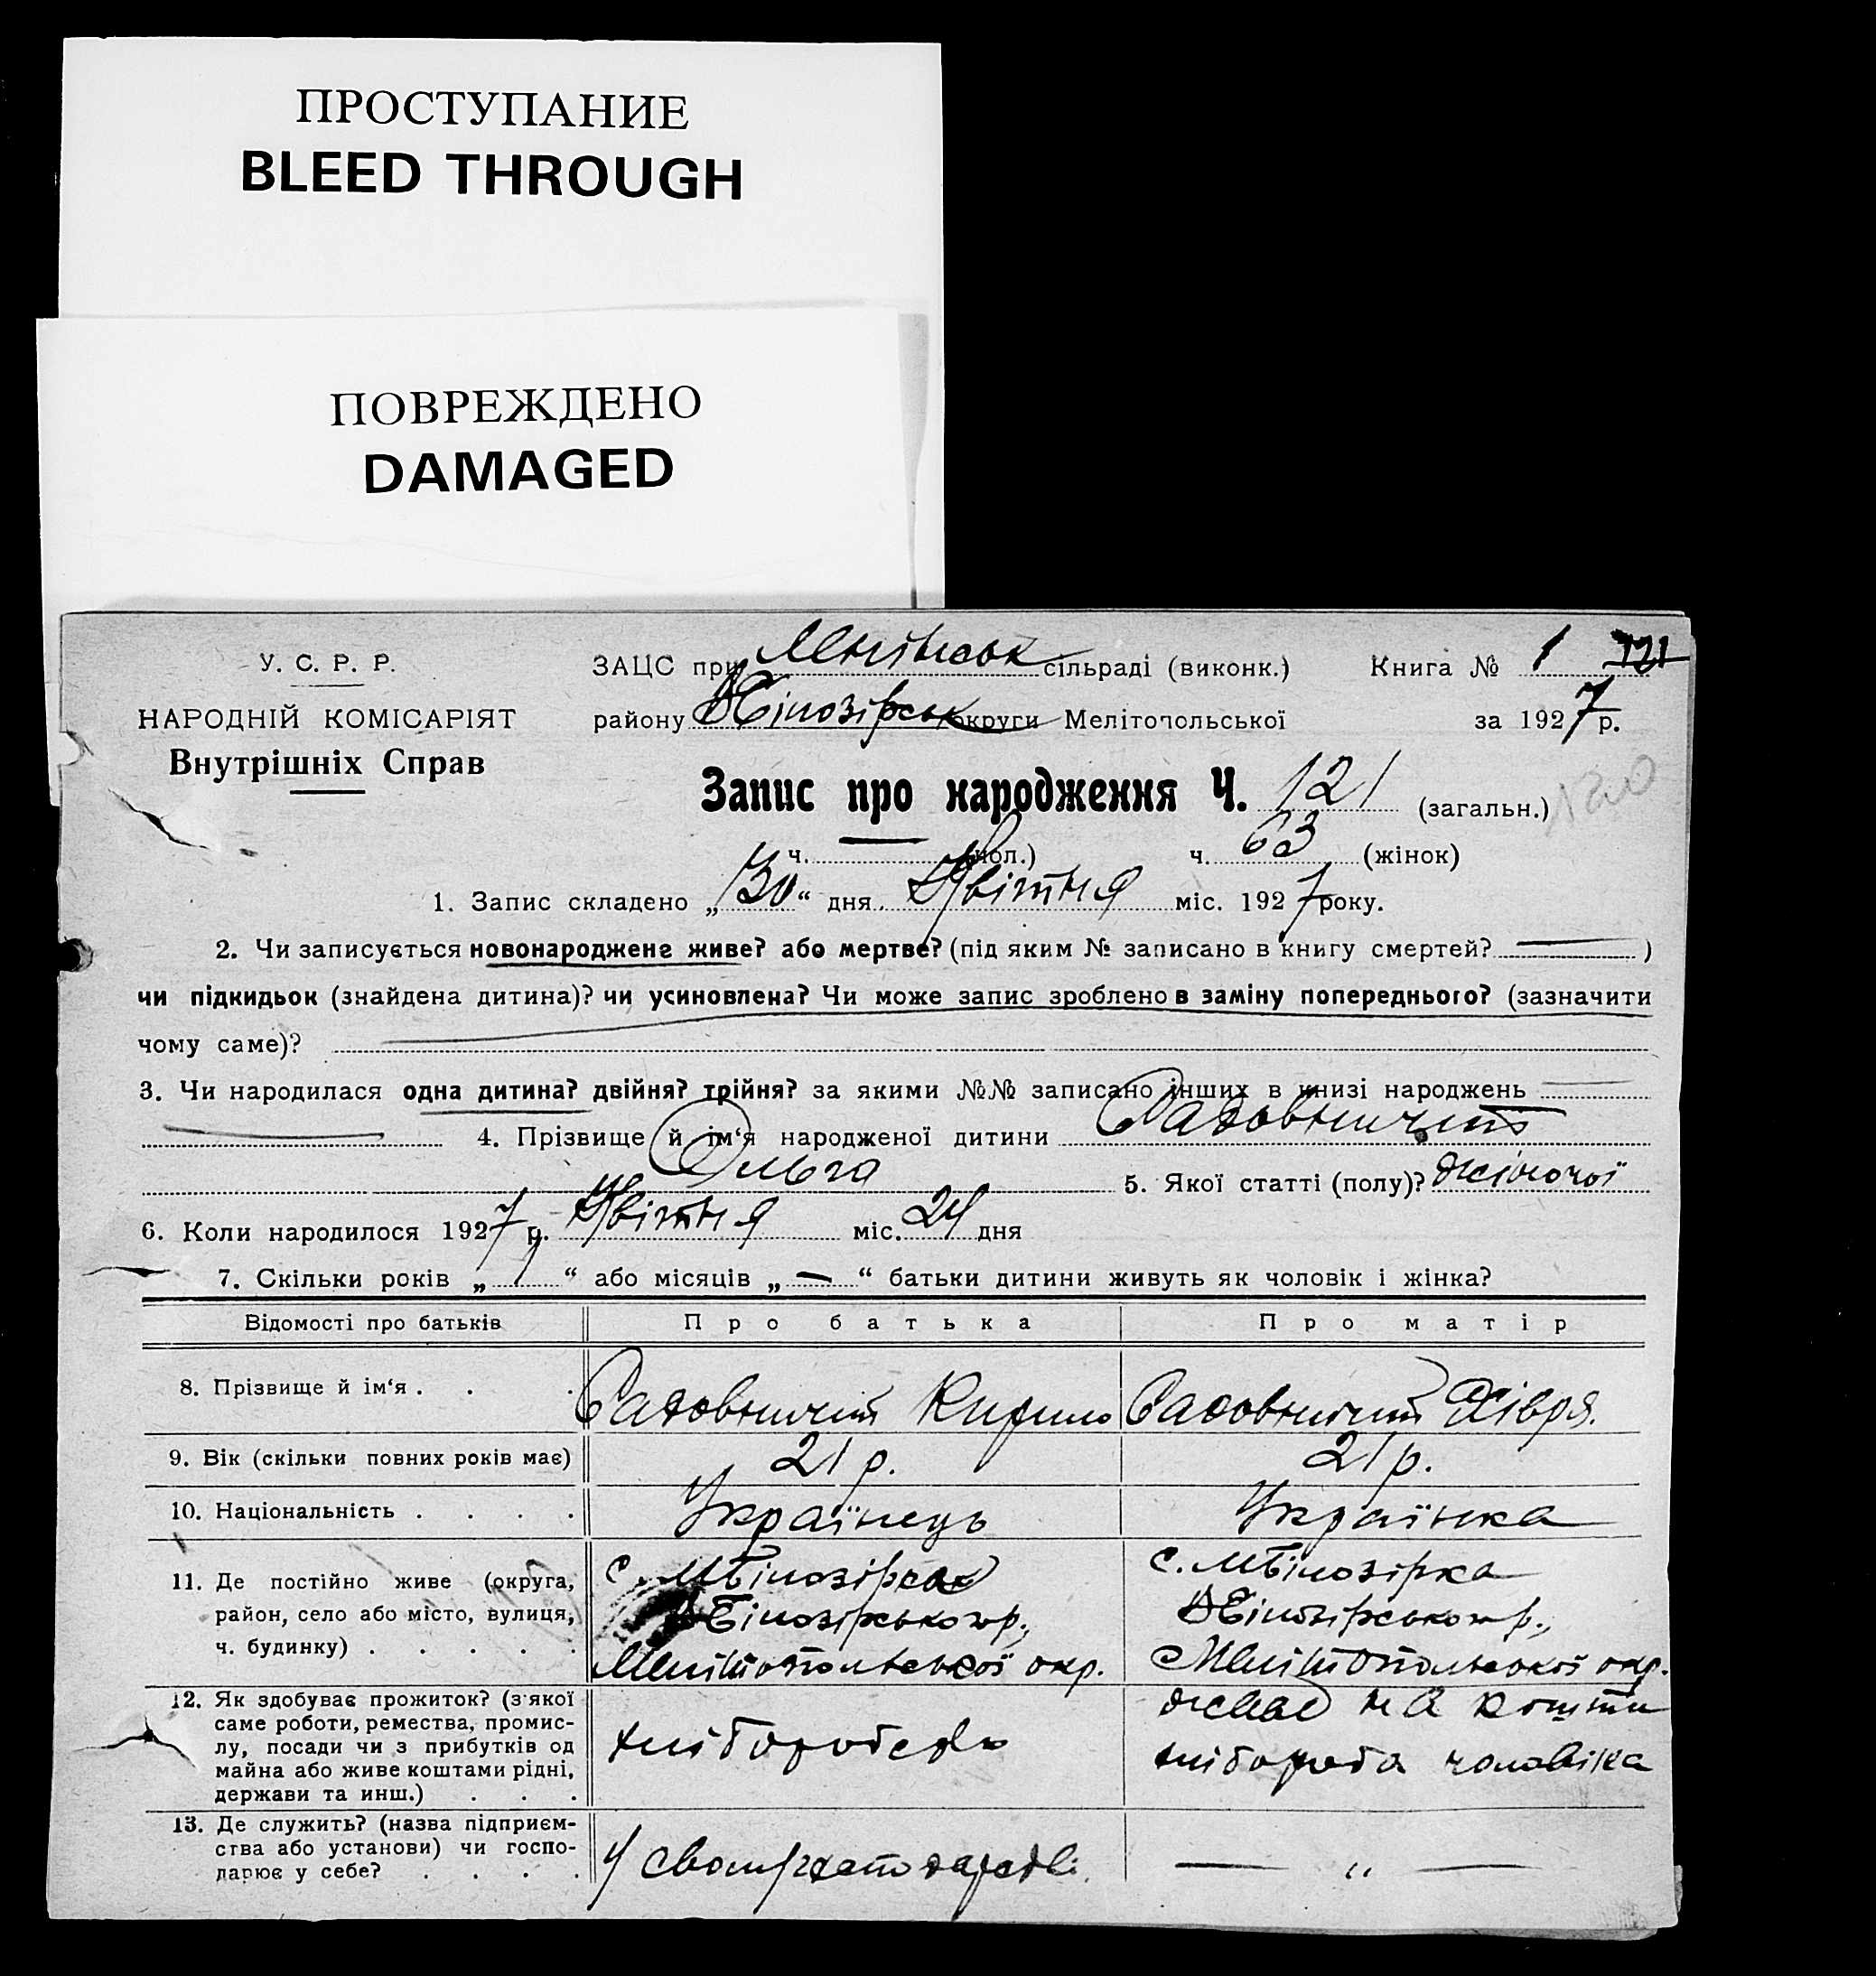 ПРОСТУПАНИЕ
BLEED THROUGH
ПОВРЕЖДЕНО
DAMAGED
У. С. Р. Р.
НАРОДНІЙ КОМІСАРІЯТ
Внутрішніх Справ
ЗАЦС при сільраді (виконк.) Книга № 1 121
району округи Мелітопольської за 1927 р.
Запис про народження Ч. 121 (загальн.)
ч. (чол.) ч. 63 (жінок)
1. Запис складено „30“ дня Квітня міс. 1927 року.
2. Чи записується новонароджене живе? або мертве? (під яким № записано в книгу смертей? — )
чи підкидьок (знайдена дитина)? чи усиновлена? Чи може запис зроблено в заміну попереднього? (зазначити
чому саме)?
3. Чи народилася одна дитина? двійня? трійня? за якими №№ записано інших в книзі народжень —
— 4. Прізвище й ім‘я народженої дитини Садовничий
Ольга 5. Якої статті (полу)? жіночої
6. Коли народилося 1927 р. Квітня міс. 24 дня
7. Скільки років „1“ або місяців „—“ батьки дитини живуть як чоловік і жінка?
Відомості про батьків Про батька Про матір
8. Прізвище й ім‘я . . . Садовничий Кирило Садовничий Хівря.
9. Вік (скільки повних років має) 21 р. 21 р.
10. Національність . . . . Українець Українка
11. Де постійно живе (округа,
район, село або місто, вулиця,
ч. будинку) . . . . .
с. МБілозірка
Білозірського р.,
Мелітопольської окр.
с. МБілозірка
Білозірського р.,
Мелітопольської окр.
12. Як здобуває прожиток? (з якої
саме роботи, ремества, промис-
лу, посади чи з прибутків од
майна або живе коштами рідні,
держави та инш.) . . .
хліборобство
живе на кошти
хлібороба чоловіка
13. Де служить? (назва підприєм-
ства або установи) чи госпо-
дарює у себе? . . . .
У свому господарстві.
— „ —